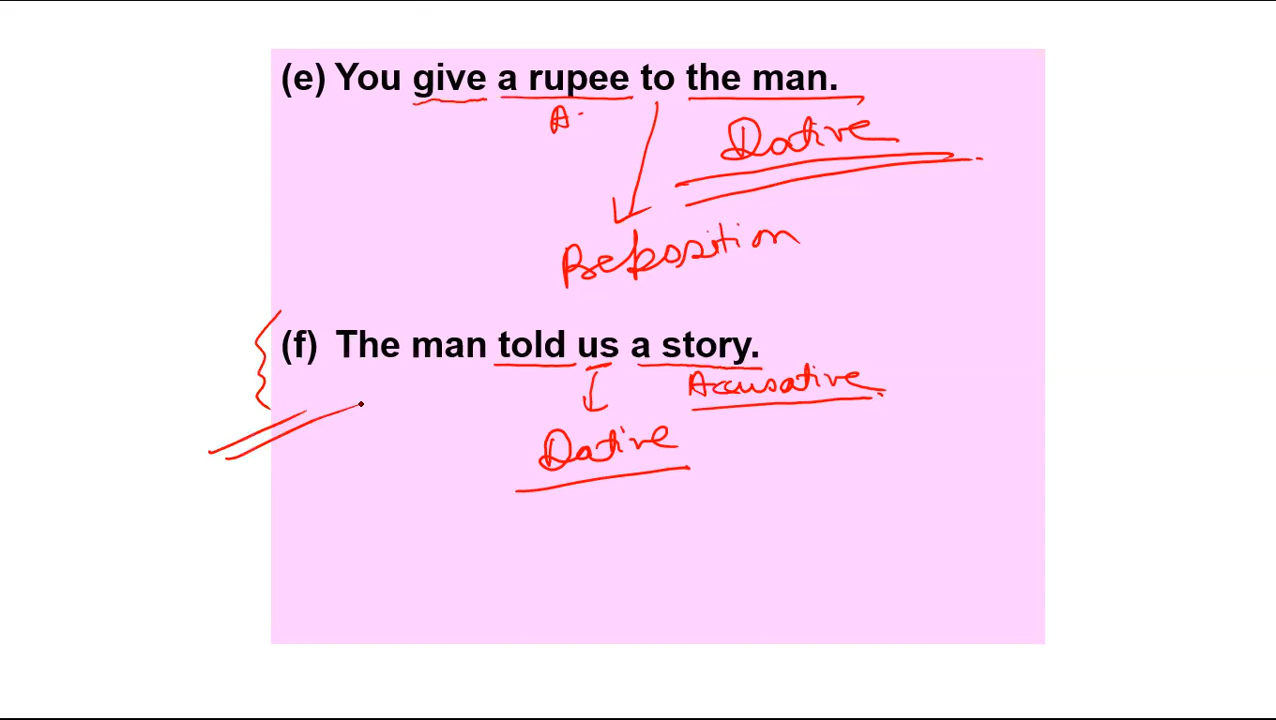 (e) You give a rupee to the man.
A.
Dative
Preposition
(f) The man told us a story.
Accusative
Dative